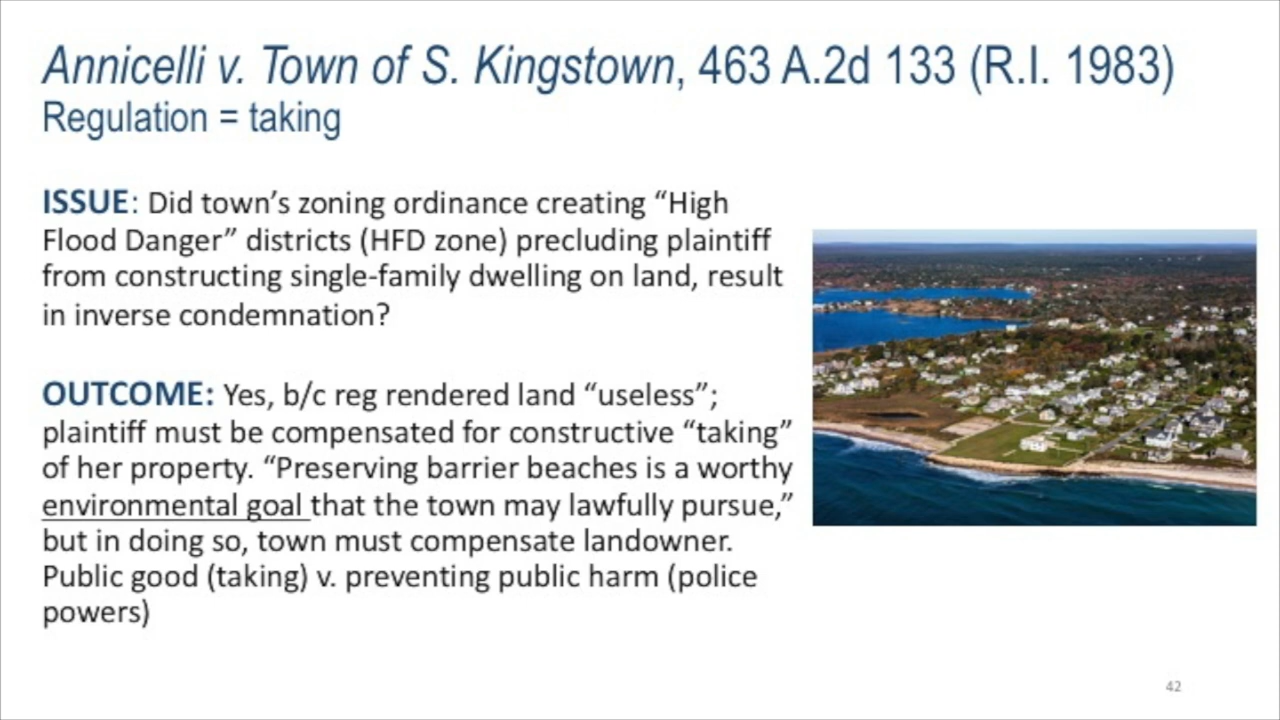 Annicelli v. Town of S. Kingstown, 463 A.2d 133 (R.I. 1983)
Regulation = taking
ISSUE: Did town’s zoning ordinance creating “High
Flood Danger” districts (HFD zone) precluding plaintiff
from constructing single-family dwelling on land, result
in inverse condemnation?
OUTCOME: Yes, b/c reg rendered land “useless”;
plaintiff must be compensated for constructive “taking”
of her property. “Preserving barrier beaches is a worthy
environmental goal that the town may lawfully pursue,”
but in doing so, town must compensate landowner.
Public good (taking) v. preventing public harm (police
powers)
42